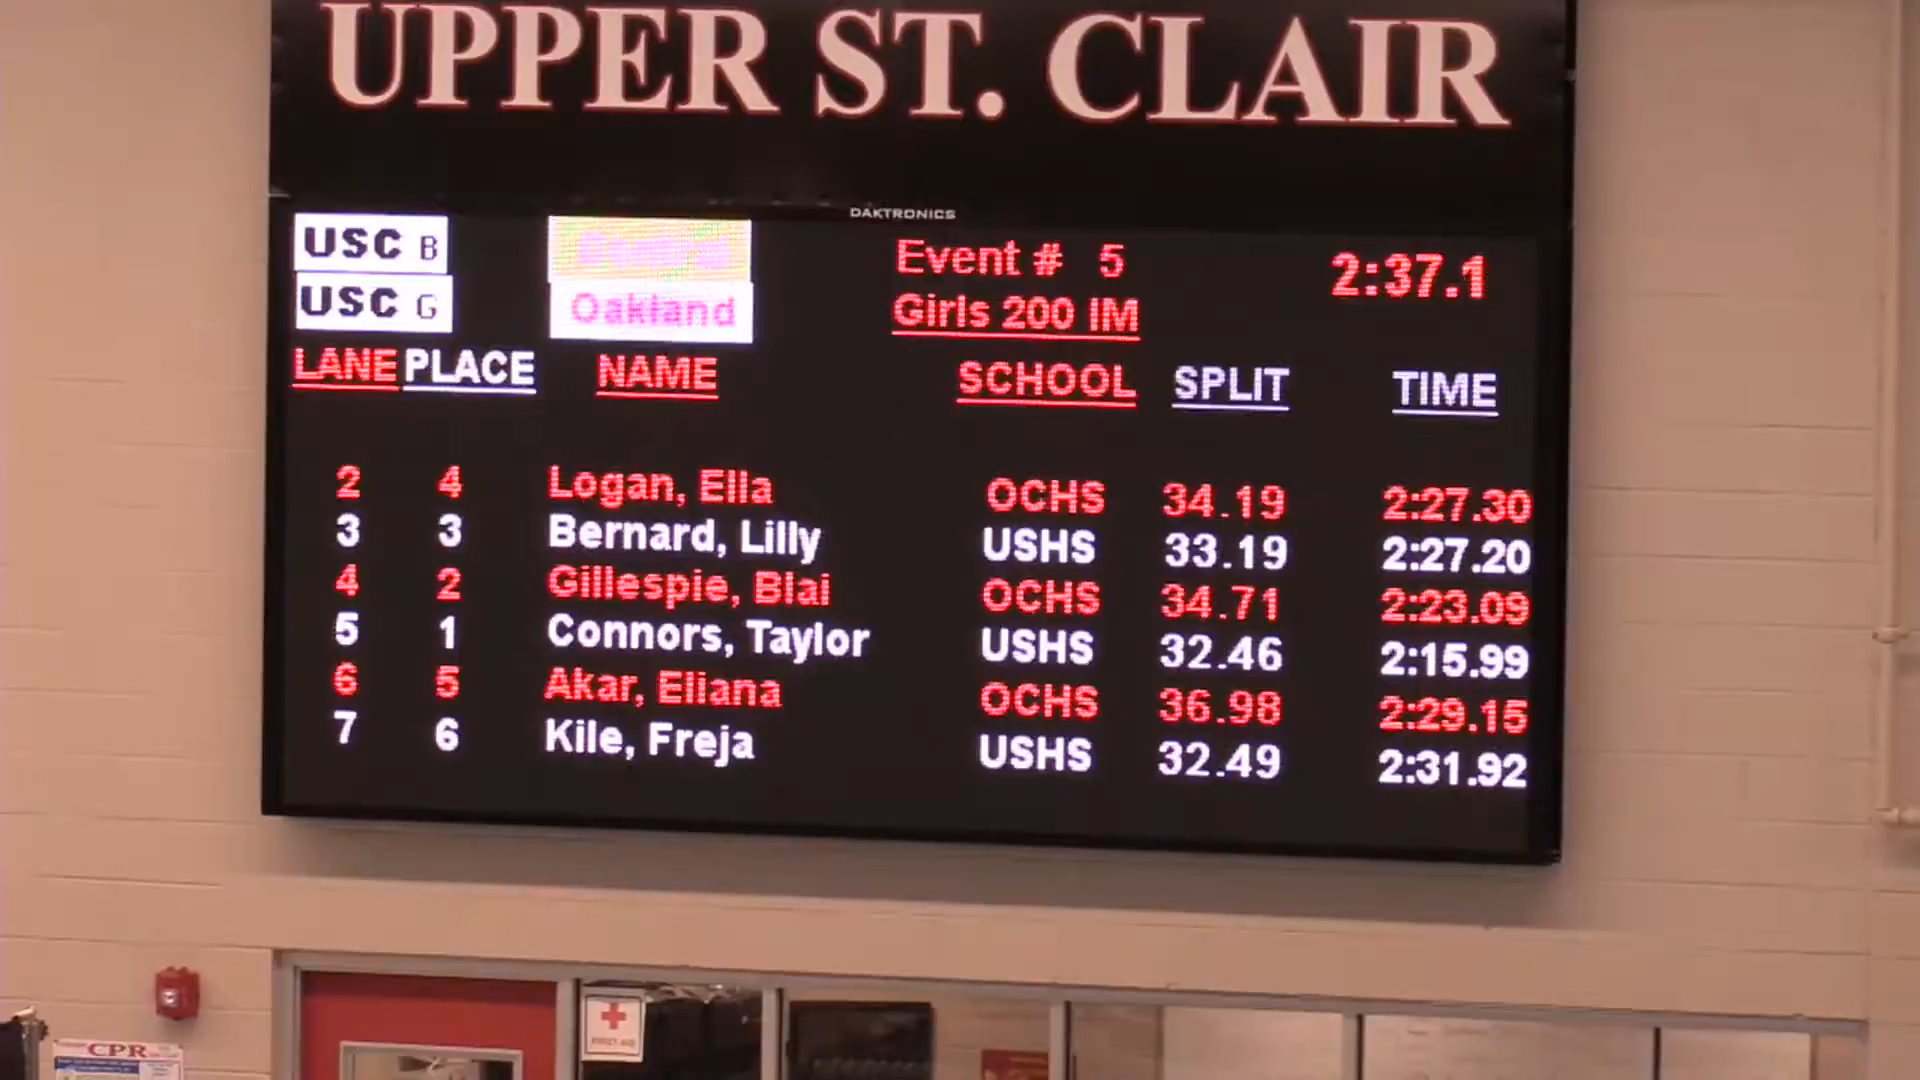 UPPER ST. CLAIR
DAKTRONICS
USC B
USC G
Oakland
Event # 5
Girls 200 IM
2:37.1
LANE PLACE NAME SCHOOL SPLIT TIME
2 4 Logan, Ella OCHS 34.19 2:27.30
3 3 Bernard, Lilly USHS 33.19 2:27.20
4 2 Gillespie, Blai OCHS 34.71 2:23.09
5 1 Connors, Taylor USHS 32.46 2:15.99
6 5 Akar, Eliana OCHS 36.98 2:29.15
7 6 Kile, Freja USHS 32.49 2:31.92
FIRST AID
CPR